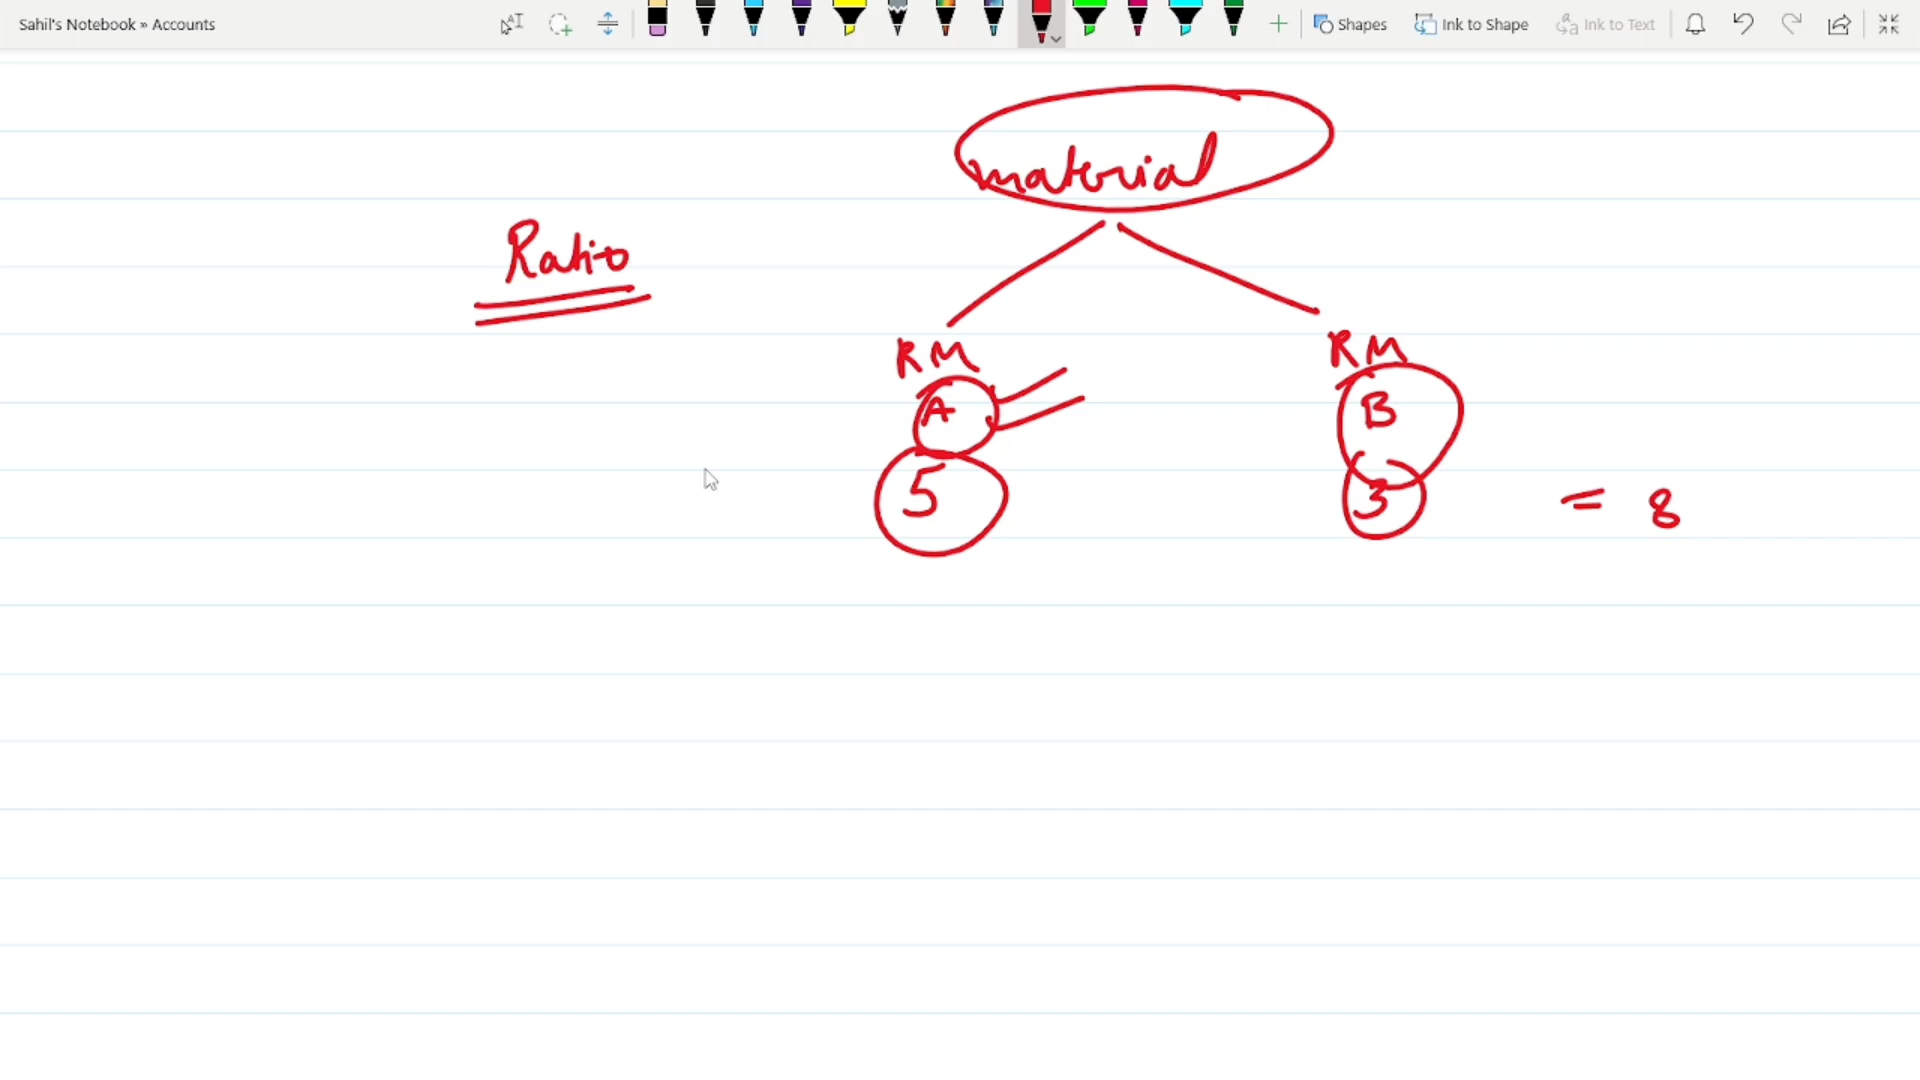 Sahil's Notebook » Accounts
Shapes
Ink to Shape
Ink to Text
material
Ratio
RM RM
A B
5 3 = 8